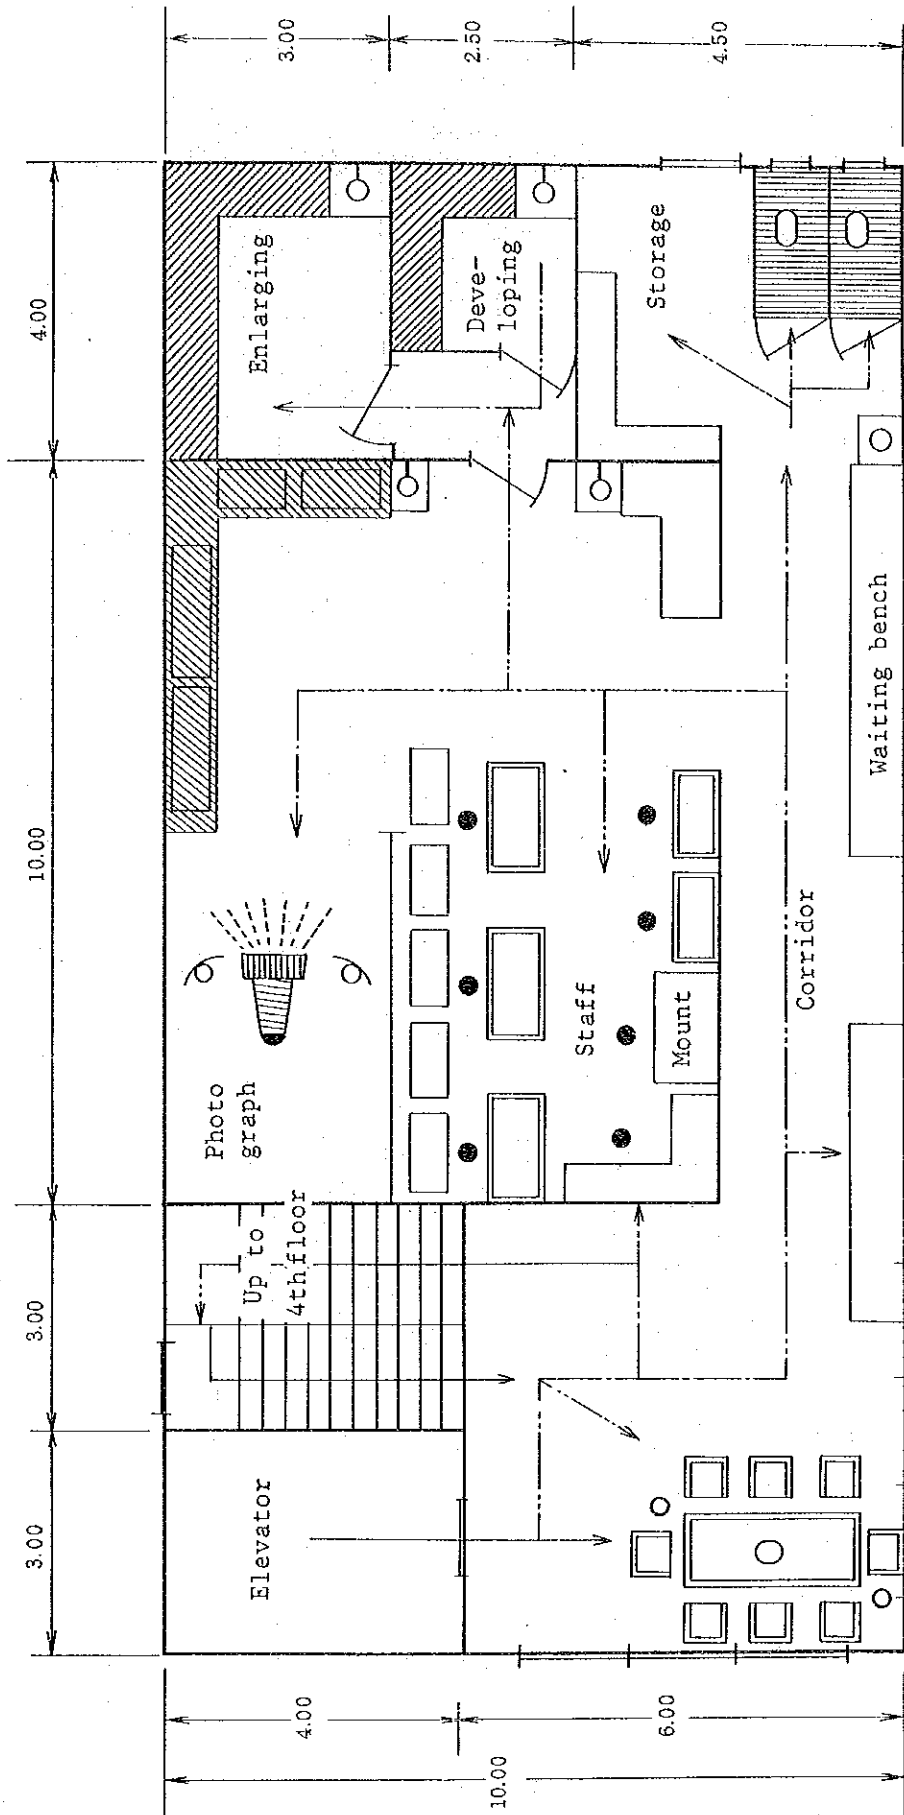 3.00
3.00
10.00
4.00
3.00
2.50
4.50
4.00
6.00
10.00
Elevator
Up to
4thfloor
Photo
graph
Enlarging
Deve-
loping
Storage
Staff
Mount
Corridor
Waiting bench